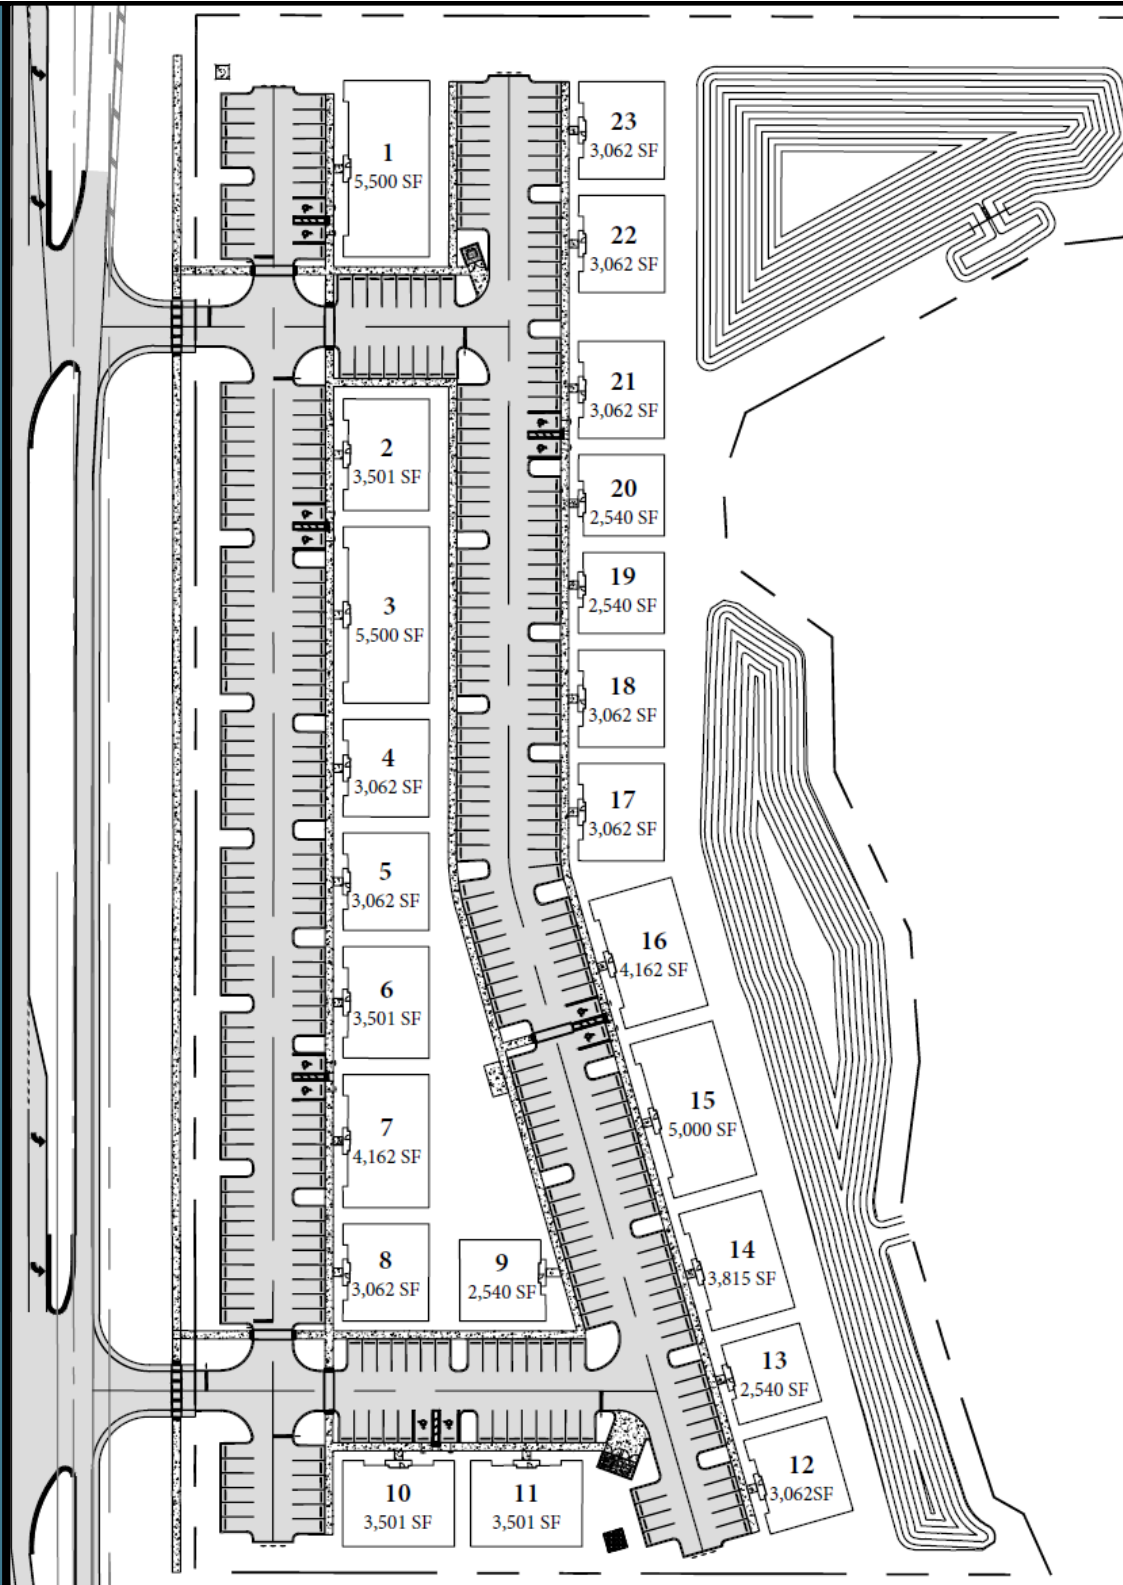 1
5,500 SF
2
3,501 SF
3
5,500 SF
4
3,062 SF
5
3,062 SF
6
3,501 SF
7
4,162 SF
8
3,062 SF
9
2,540 SF
10
3,501 SF
11
3,501 SF
12
3,062SF
13
2,540 SF
14
3,815 SF
15
5,000 SF
16
4,162 SF
17
3,062 SF
18
3,062 SF
19
2,540 SF
20
2,540 SF
21
3,062 SF
22
3,062 SF
23
3,062 SF